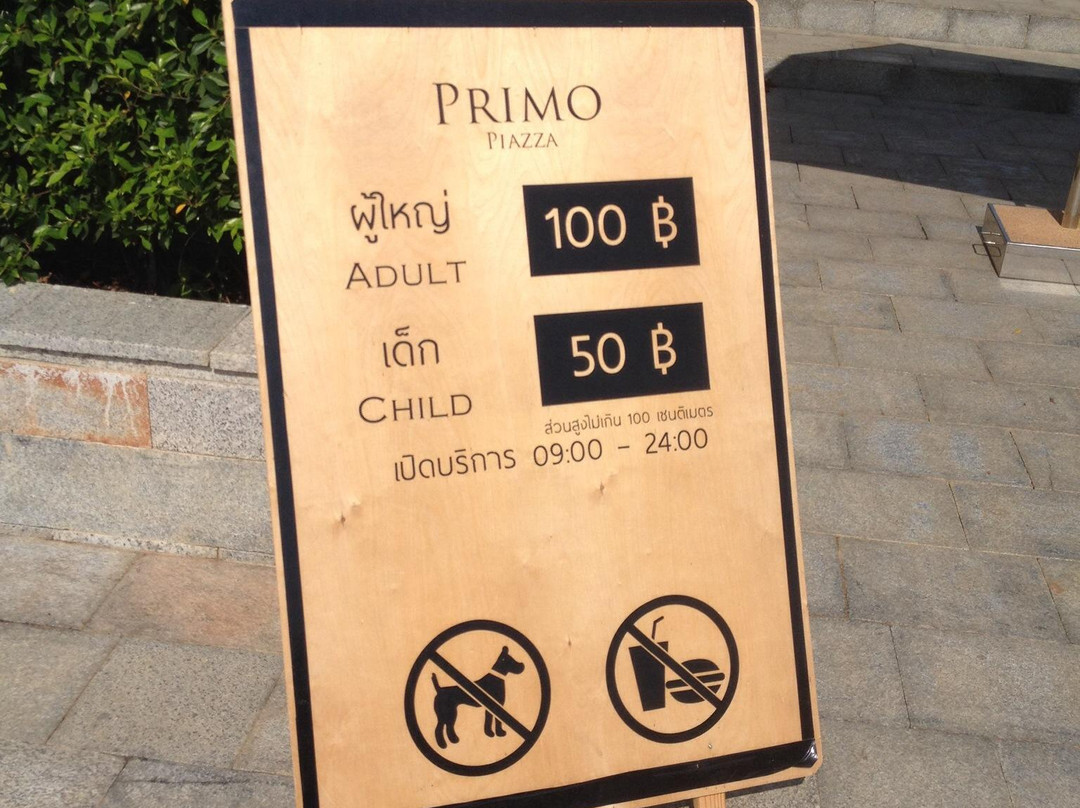 PRIMO
PIAZZA
ผู้ใหญ่ 100 ฿
ADULT
เด็ก 50 ฿
CHILD
ส่วนสูงไม่เกิน 100 เซนติเมตร
เปิดบริการ 09:00 – 24:00